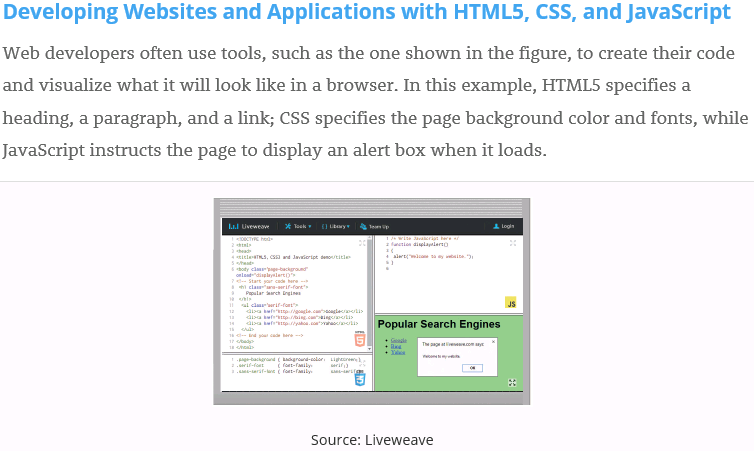 Developing Websites and Applications with HTML5, CSS, and JavaScript
Web developers often use tools, such as the one shown in the figure, to create their code
and visualize what it will look like in a browser. In this example, HTML5 specifies a
heading, a paragraph, and a link; CSS specifies the page background color and fonts, while
JavaScript instructs the page to display an alert box when it loads.
Liveweave Tools Library Team Up Login
1 <!DOCTYPE html>
2 <html>
3 <head>
4 <title>HTML5, CSS3 and JavaScript demo</title>
5 </head>
6 <body class="page-background"
onload="displayAlert()">
7 <!-- Start your code here -->
8 <h1 class="sans-serif-font">
9 Popular Search Engines
10 </h1>
11 <ul class="serif-font">
12 <li><a href="http://google.com">Google</a></li>
13 <li><a href="http://bing.com">Bing</a></li>
14 <li><a href="http://yahoo.com">Yahoo</a></li>
15 </ul>
16 <!-- End your code here -->
17 </body>
18 </html>
HTML
5
1 .page-background { background-color: LightGreen;}
2 .serif-font { font-family: serif;}
3 .sans-serif-font { font-family: sans-serif
CSS
3
1 /* Write JavaScript here */
2 function displayAlert()
3 {
4 alert("Welcome to my website.");
5 }
6
JS
Popular Search Engines
Google
Bing
Yahoo
The page at liveweave.com says: ×
Welcome to my website.
OK
Source: Liveweave